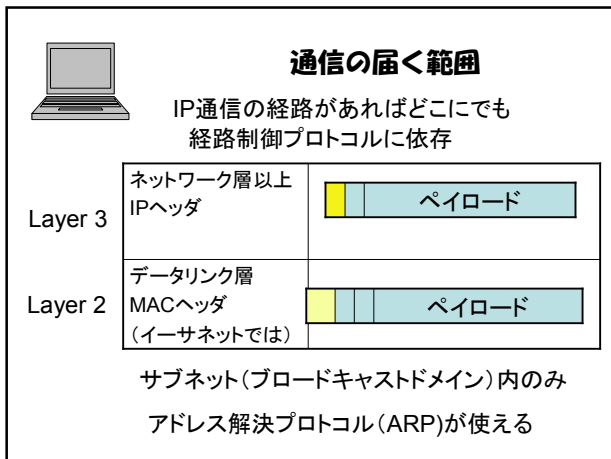 通信の届く範囲
IP通信の経路があればどこにでも
経路制御プロトコルに依存
Layer 3
ネットワーク層以上
IPヘッダ
ペイロード
Layer 2
データリンク層
MACヘッダ
（イーサネットでは）
ペイロード
サブネット（ブロードキャストドメイン）内のみ
アドレス解決プロトコル（ARP)が使える